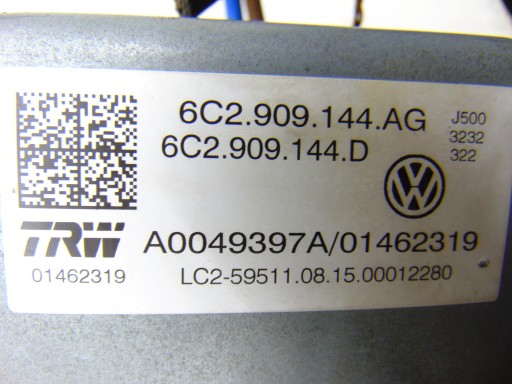 6C2.909.144.AG
J500
6C2.909.144.D
3232
322
TRW
A0049397A/01462319
01462319
LC2-59511.08.15.00012280